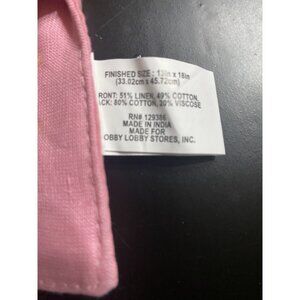 FINISHED SIZE : 13in x 18in
(33.02cm x 45.72cm)
RONT: 51% LINEN, 49% COTTON
ACK: 80% COTTON, 20% VISCOSE
RN# 129386
MADE IN INDIA
MADE FOR
OBBY LOBBY STORES, INC.